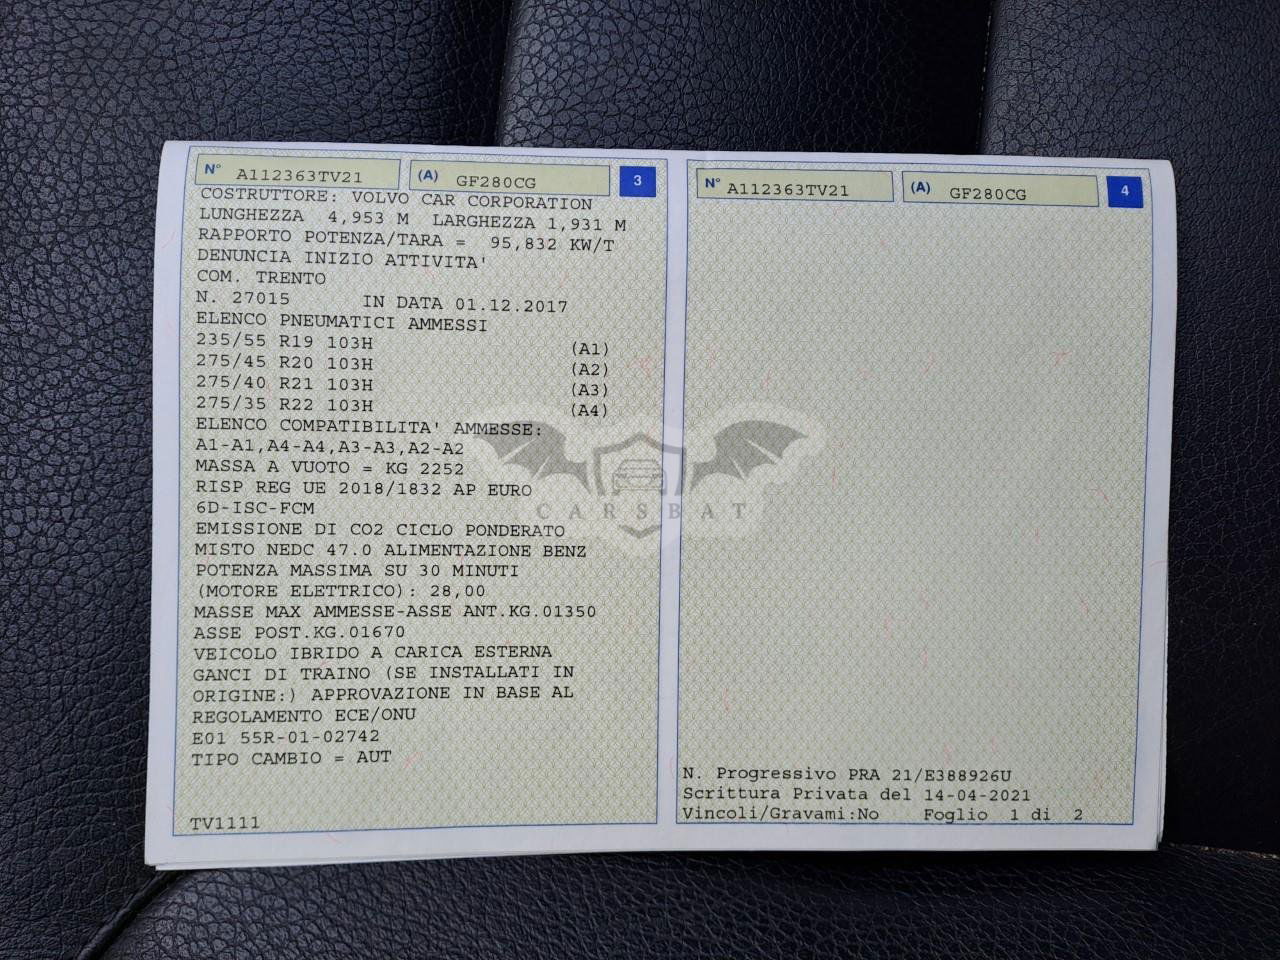 N° A112363TV21 (A) GF280CG 3
COSTRUTTORE: VOLVO CAR CORPORATION
LUNGHEZZA 4,953 M LARGHEZZA 1,931 M
RAPPORTO POTENZA/TARA = 95,832 KW/T
DENUNCIA INIZIO ATTIVITA'
COM. TRENTO
N. 27015 IN DATA 01.12.2017
ELENCO PNEUMATICI AMMESSI
235/55 R19 103H (A1)
275/45 R20 103H (A2)
275/40 R21 103H (A3)
275/35 R22 103H (A4)
ELENCO COMPATIBILITA' AMMESSE:
A1-A1,A4-A4,A3-A3,A2-A2
MASSA A VUOTO = KG 2252
RISP REG UE 2018/1832 AP EURO
6D-ISC-FCM
EMISSIONE DI CO2 CICLO PONDERATO
MISTO NEDC 47.0 ALIMENTAZIONE BENZ
POTENZA MASSIMA SU 30 MINUTI
(MOTORE ELETTRICO): 28,00
MASSE MAX AMMESSE-ASSE ANT.KG.01350
ASSE POST.KG.01670
VEICOLO IBRIDO A CARICA ESTERNA
GANCI DI TRAINO (SE INSTALLATI IN
ORIGINE:) APPROVAZIONE IN BASE AL
REGOLAMENTO ECE/ONU
E01 55R-01-02742
TIPO CAMBIO = AUT
TV1111
N° A112363TV21 (A) GF280CG 4
N. Progressivo PRA 21/E388926U
Scrittura Privata del 14-04-2021
Vincoli/Gravami:No Foglio 1 di 2
CARSBAT